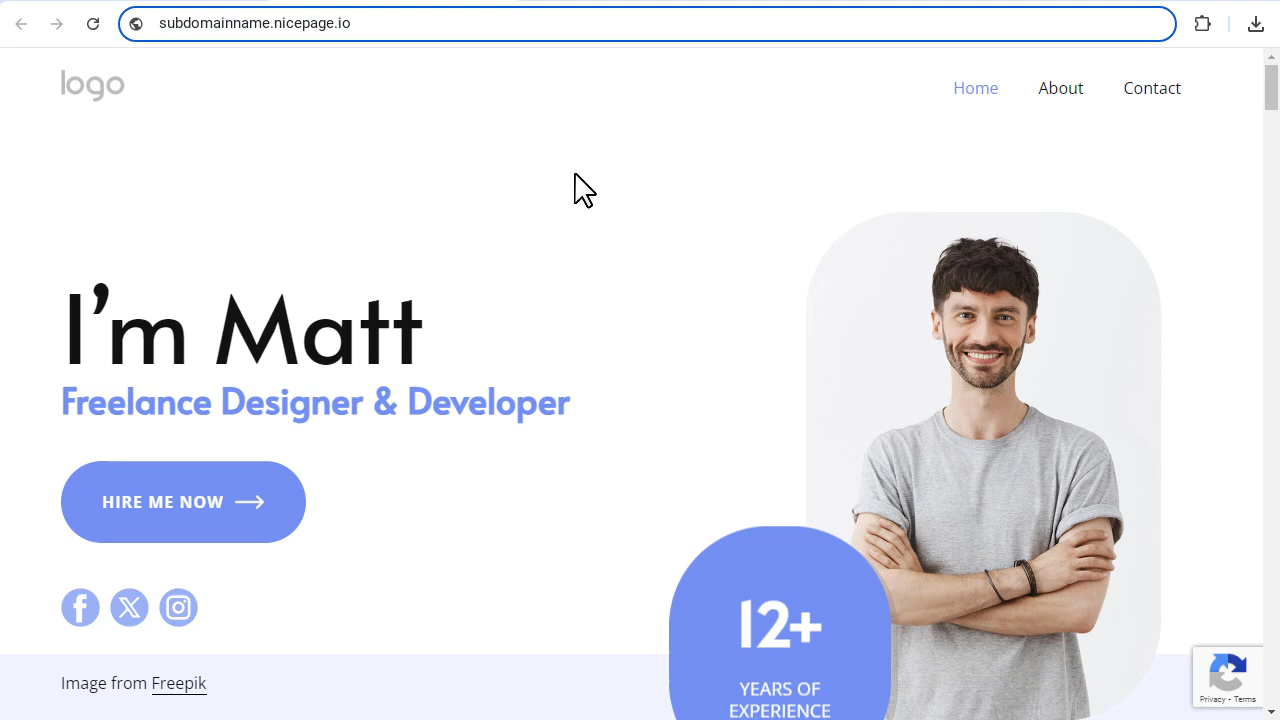 subdomainname.nicepage.io
logo
Home About Contact
I'm Matt
Freelance Designer & Developer
HIRE ME NOW
12+
YEARS OF
EXPERIENCE
Image from Freepik
Privacy - Terms